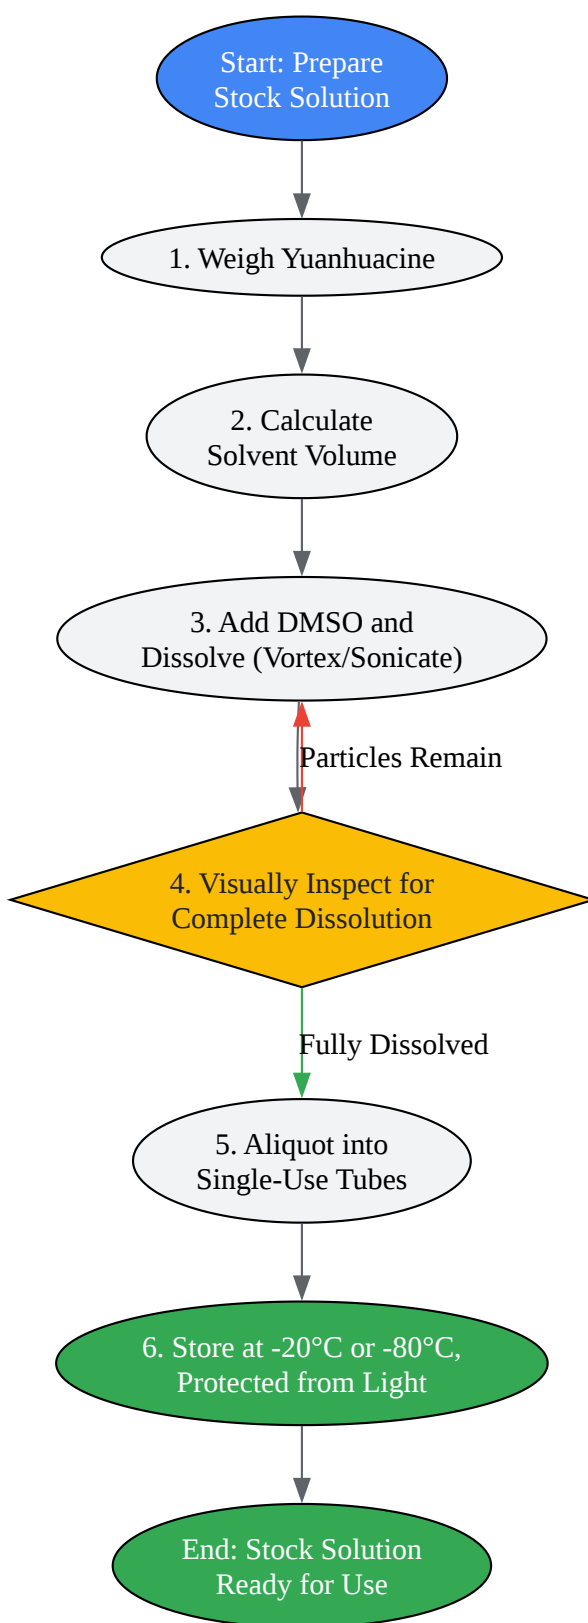 Start: Prepare
Stock Solution
1. Weigh Yuanhuacine
2. Calculate
Solvent Volume
3. Add DMSO and
Dissolve (Vortex/Sonicate)
Particles Remain
4. Visually Inspect for
Complete Dissolution
Fully Dissolved
5. Aliquot into
Single-Use Tubes
6. Store at -20°C or -80°C,
Protected from Light
End: Stock Solution
Ready for Use